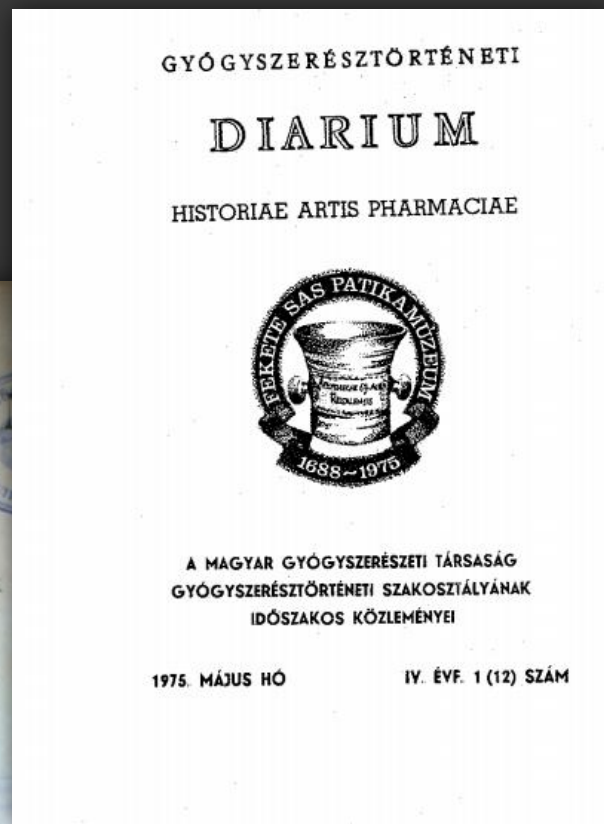 GYÓGYSZERÉSZTÖRTÉNETI
DIARIUM
HISTORIAE ARTIS PHARMACIAE
FEKETE SAS PATIKAMÚZEUM
1688~1975
A MAGYAR GYÓGYSZERÉSZETI TÁRSASÁG
GYÓGYSZERÉSZTÖRTÉNETI SZAKOSZTÁLYÁNAK
IDŐSZAKOS KÖZLEMÉNYEI
1975. MÁJUS HÓ
IV. ÉVF. 1 (12) SZÁM